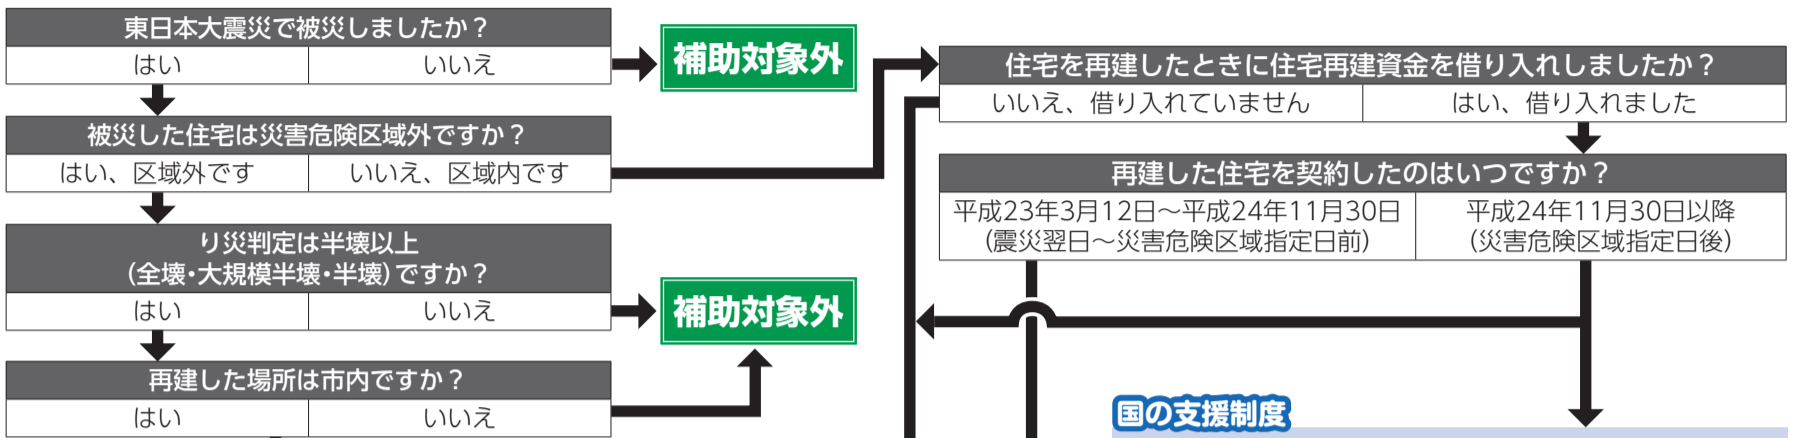 東日本大震災で被災しましたか？
はい いいえ
補助対象外
被災した住宅は災害危険区域外ですか？
はい、区域外です いいえ、区域内です
り災判定は半壊以上
（全壊・大規模半壊・半壊）ですか？
はい いいえ
補助対象外
再建した場所は市内ですか？
はい いいえ
住宅を再建したときに住宅再建資金を借り入れしましたか？
いいえ、借り入れていません はい、借り入れました
再建した住宅を契約したのはいつですか？
平成23年3月12日〜平成24年11月30日
（震災翌日〜災害危険区域指定日前）
平成24年11月30日以降
（災害危険区域指定日後）
国の支援制度